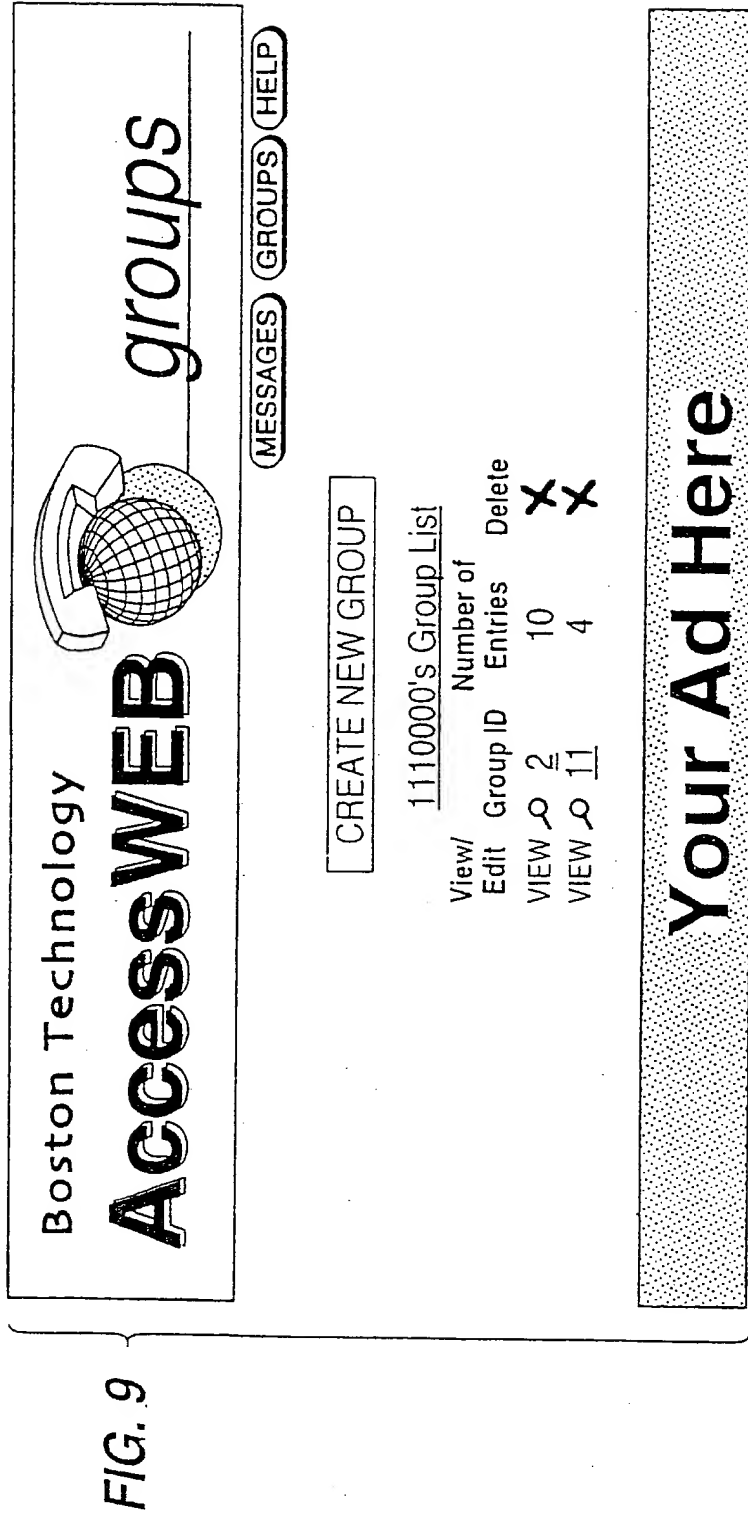 FIG. 9
Boston Technology
AccessWEB groups
MESSAGES GROUPS HELP
CREATE NEW GROUP
1110000's Group List
View/ Number of
Edit Group ID Entries Delete
VIEW 2 10 X
VIEW 11 4 X
Your Ad Here